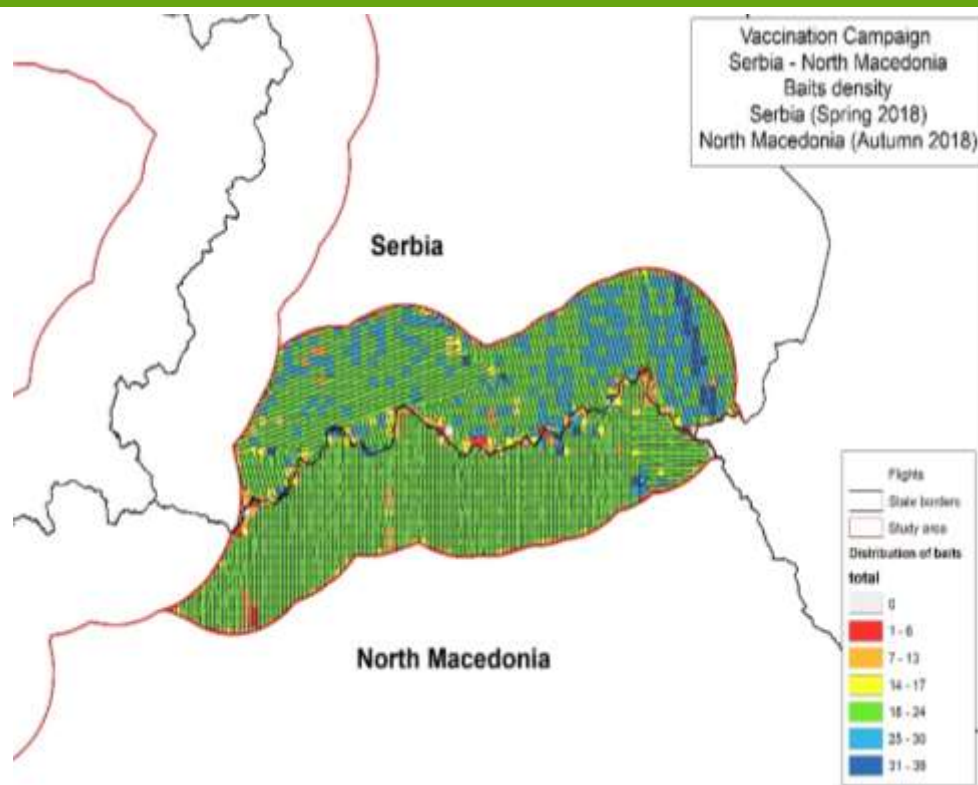 Vaccination Campaign
Serbia - North Macedonia
Baits density
Serbia (Spring 2018)
North Macedonia (Autumn 2018)
Serbia
North Macedonia
Flights
State borders
Study area
Distribution of baits
total
0
1 - 6
7 - 13
14 - 17
18 - 24
25 - 30
31 - 39